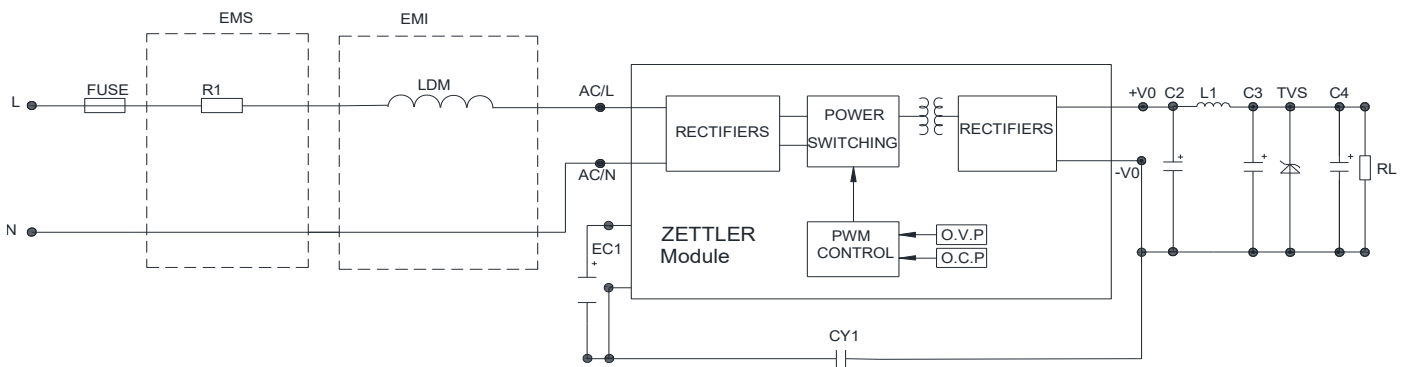 EMS
EMI
L
FUSE
R1
LDM
AC/L
AC/N
RECTIFIERS
POWER
SWITCHING
RECTIFIERS
+V0
C2
L1
C3
TVS
C4
-V0
RL
N
EC1
+
+
+
+
ZETTLER
Module
PWM
CONTROL
O.V.P
O.C.P
CY1